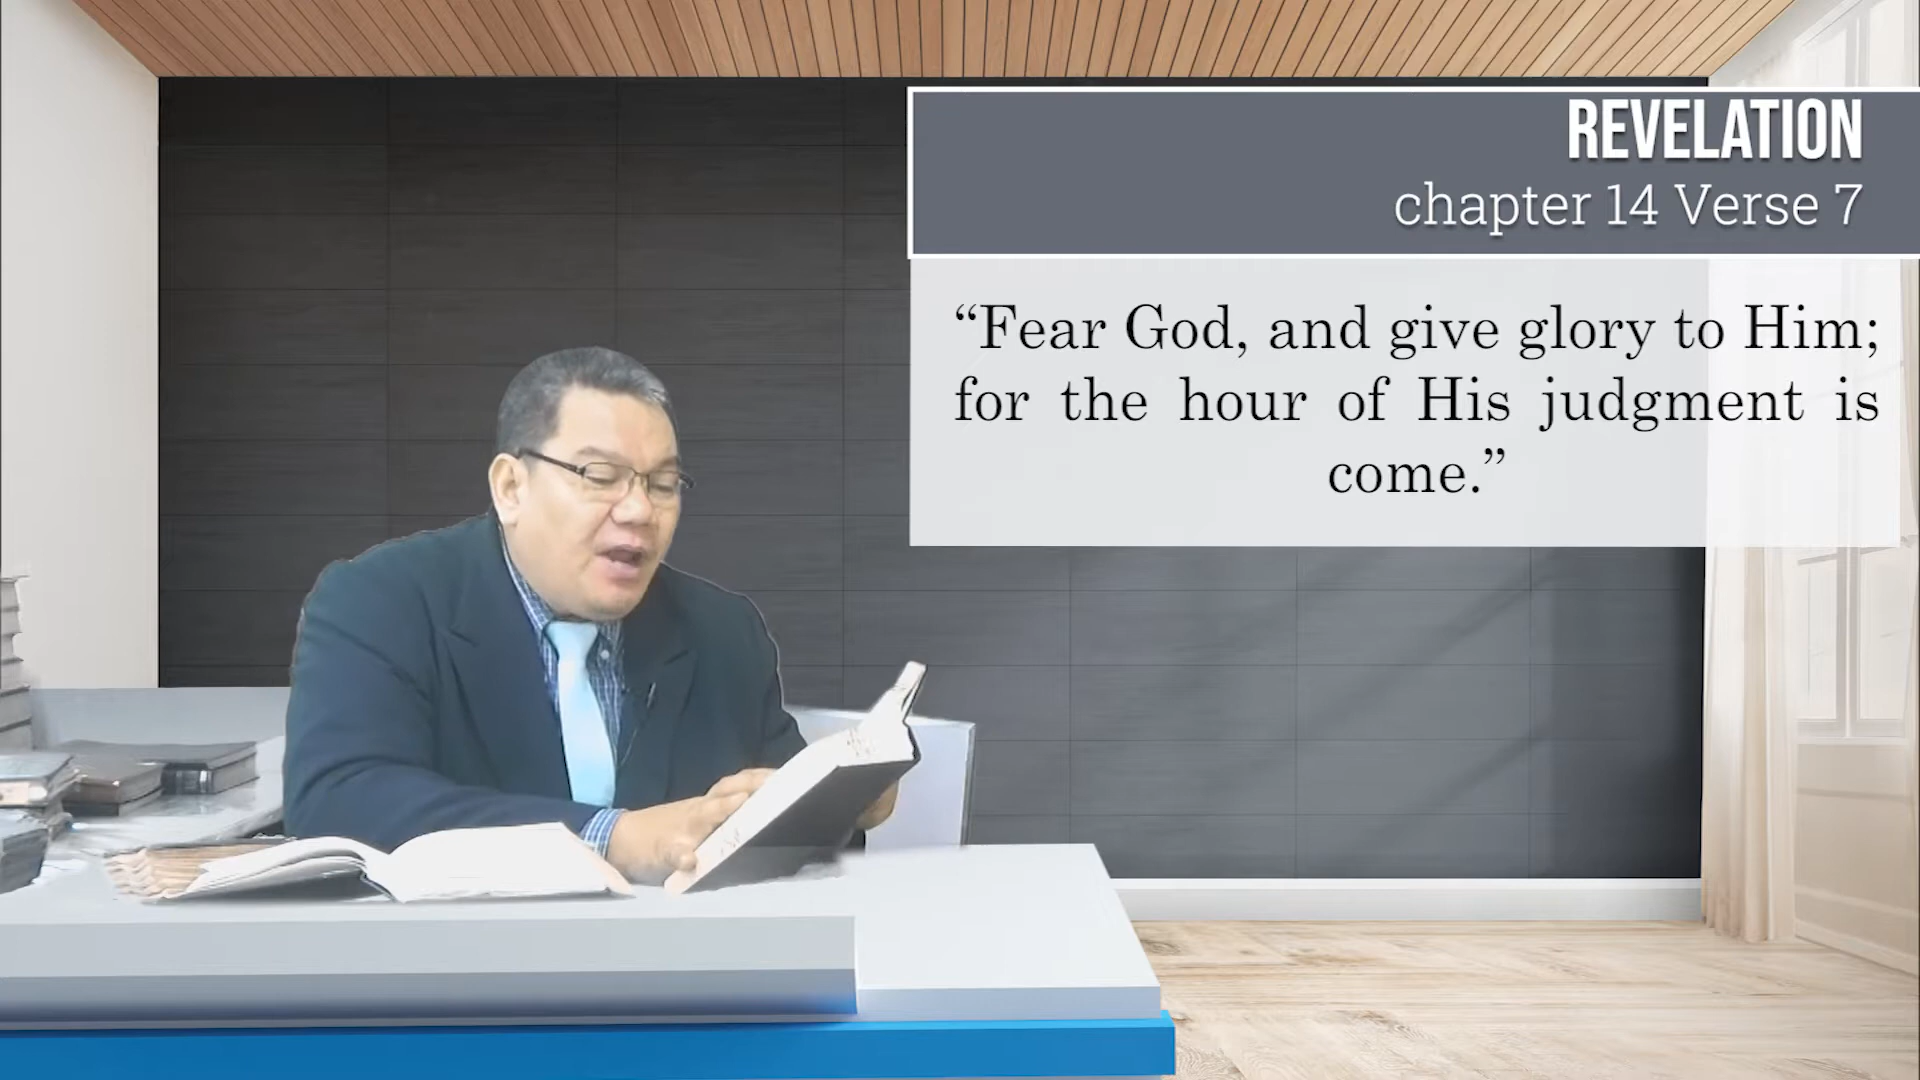 REVELATION
chapter 14 Verse 7
“Fear God, and give glory to Him;
for the hour of His judgment is
come.”